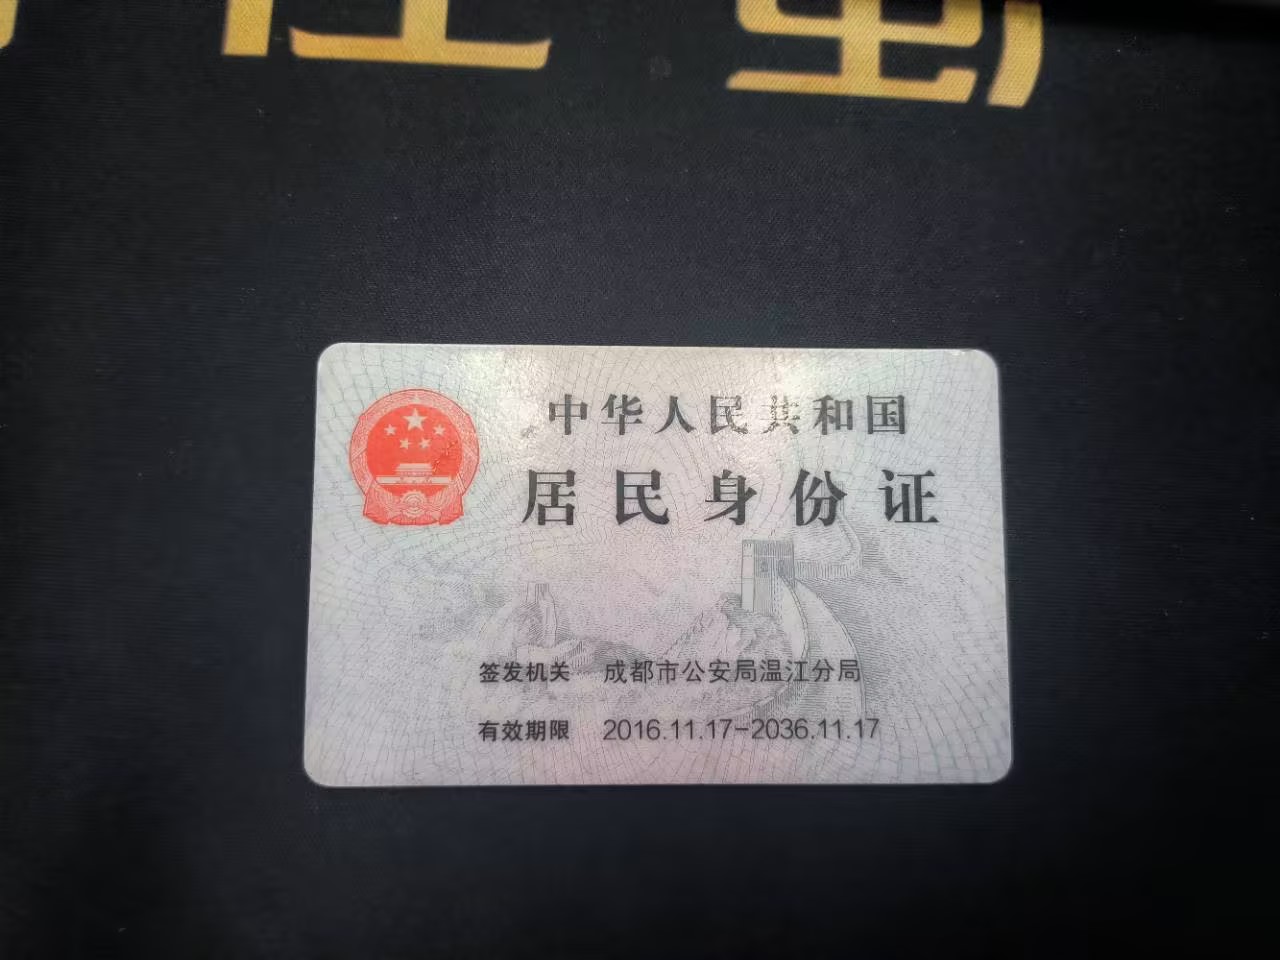 中华人民共和国
居民身份证
签发机关 成都市公安局温江分局
有效期限 2016.11.17-2036.11.17